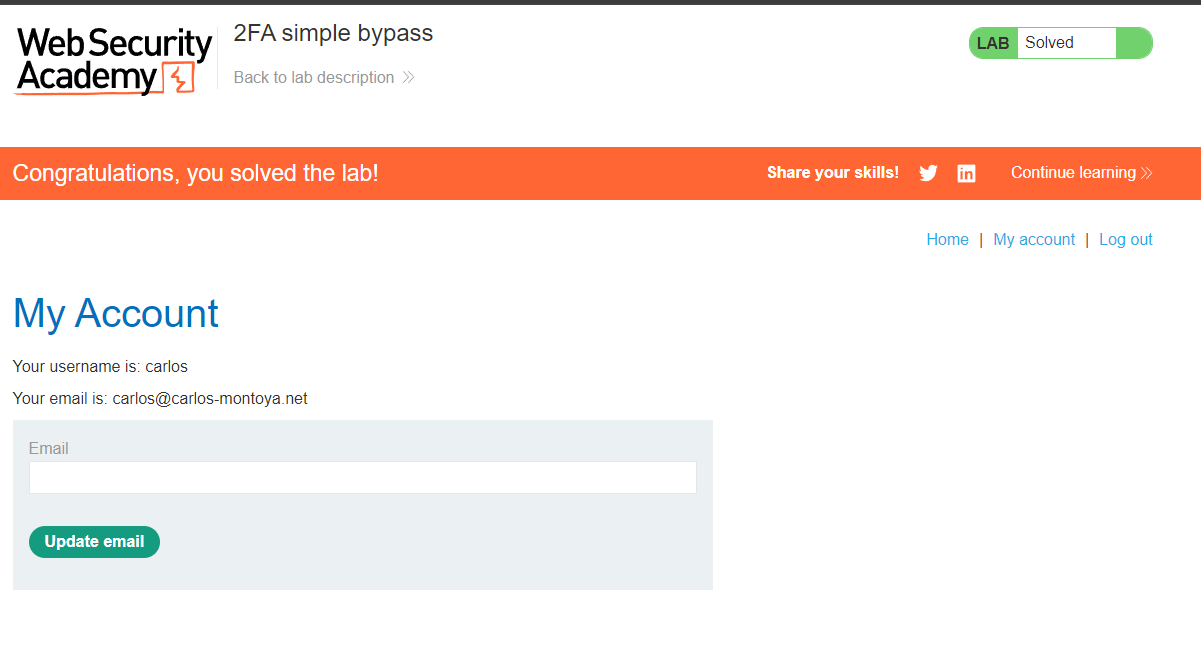 Web Security
Academy
2FA simple bypass
Back to lab description
LAB Solved
Congratulations, you solved the lab!
Share your skills!
Continue learning
Home | My account | Log out
My Account
Your username is: carlos
Your email is: carlos@carlos-montoya.net
Email
Update email